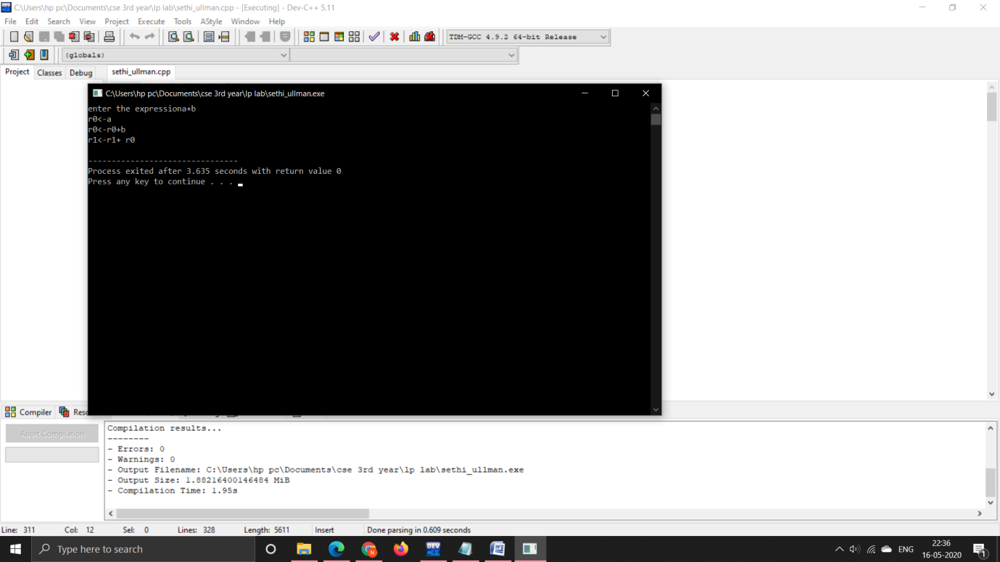 C:\Users\hp pc\Documents\cse 3rd year\lp lab\sethi_ullman.cpp - [Executing] - Dev-C++ 5.11
File Edit Search View Project Execute Tools AStyle Window Help
TDM-GCC 4.9.2 64-bit Release
(globals)
Project Classes Debug sethi_ullman.cpp
C:\Users\hp pc\Documents\cse 3rd year\lp lab\sethi_ullman.exe
enter the expressiona+b
r0<-a
r0<-r0+b
r1<-r1+ r0
--------------------------------
Process exited after 3.635 seconds with return value 0
Press any key to continue . . .
Compiler
Abort Compilation
Compilation results...
--------
- Errors: 0
- Warnings: 0
- Output Filename: C:\Users\hp pc\Documents\cse 3rd year\lp lab\sethi_ullman.exe
- Output Size: 1.88216400146484 MiB
- Compilation Time: 1.95s
Line: 311 Col: 12 Sel: 0 Lines: 328 Length: 5611 Insert Done parsing in 0.609 seconds
Type here to search
DEV
ENG
22:36
16-05-2020
1